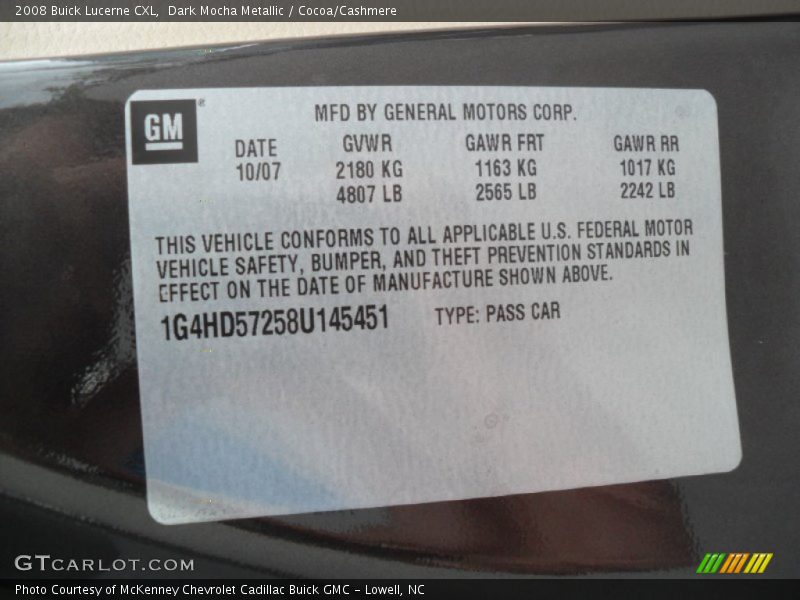 2008 Buick Lucerne CXL,  Dark Mocha Metallic / Cocoa/Cashmere
GM ®
MFD BY GENERAL MOTORS CORP.
DATE GVWR GAWR FRT GAWR RR
10/07 2180 KG 1163 KG 1017 KG
4807 LB 2565 LB 2242 LB
THIS VEHICLE CONFORMS TO ALL APPLICABLE U.S. FEDERAL MOTOR
VEHICLE SAFETY, BUMPER, AND THEFT PREVENTION STANDARDS IN
EFFECT ON THE DATE OF MANUFACTURE SHOWN ABOVE.
1G4HD57258U145451 TYPE: PASS CAR
GTCARLOT.COM
Photo Courtesy of McKenney Chevrolet Cadillac Buick GMC - Lowell, NC